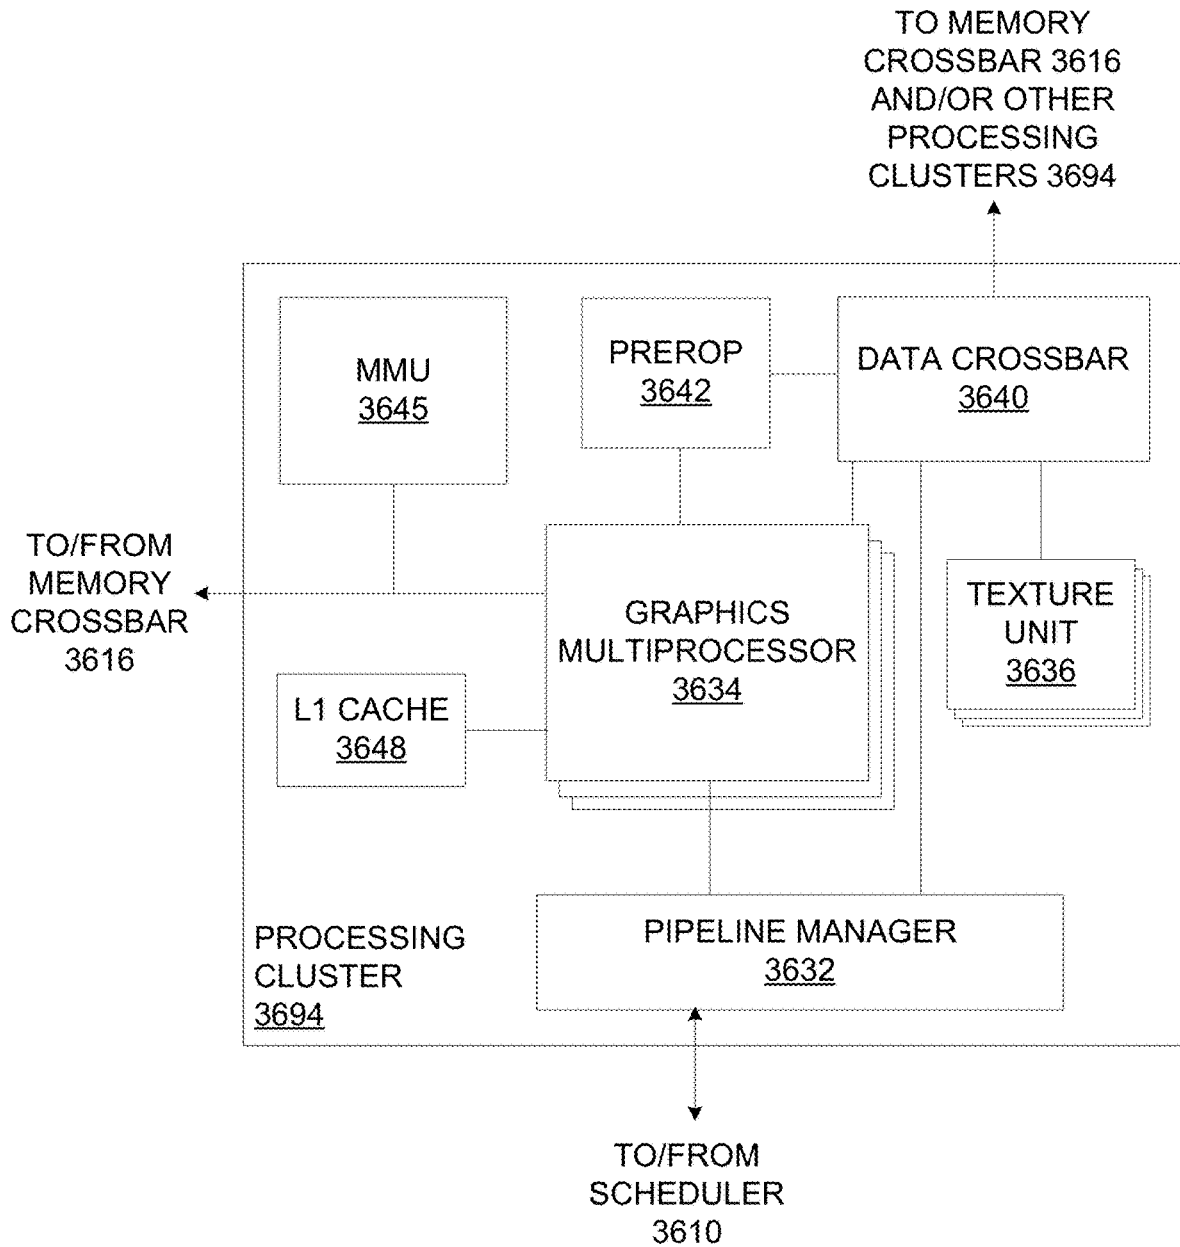 TO MEMORY
CROSSBAR 3616
AND/OR OTHER
PROCESSING
CLUSTERS 3694
MMU
3645
PREROP
3642
DATA CROSSBAR
3640
TO/FROM
MEMORY
CROSSBAR
3616
GRAPHICS
MULTIPROCESSOR
3634
TEXTURE
UNIT
3636
L1 CACHE
3648
PIPELINE MANAGER
3632
PROCESSING
CLUSTER
3694
TO/FROM
SCHEDULER
3610